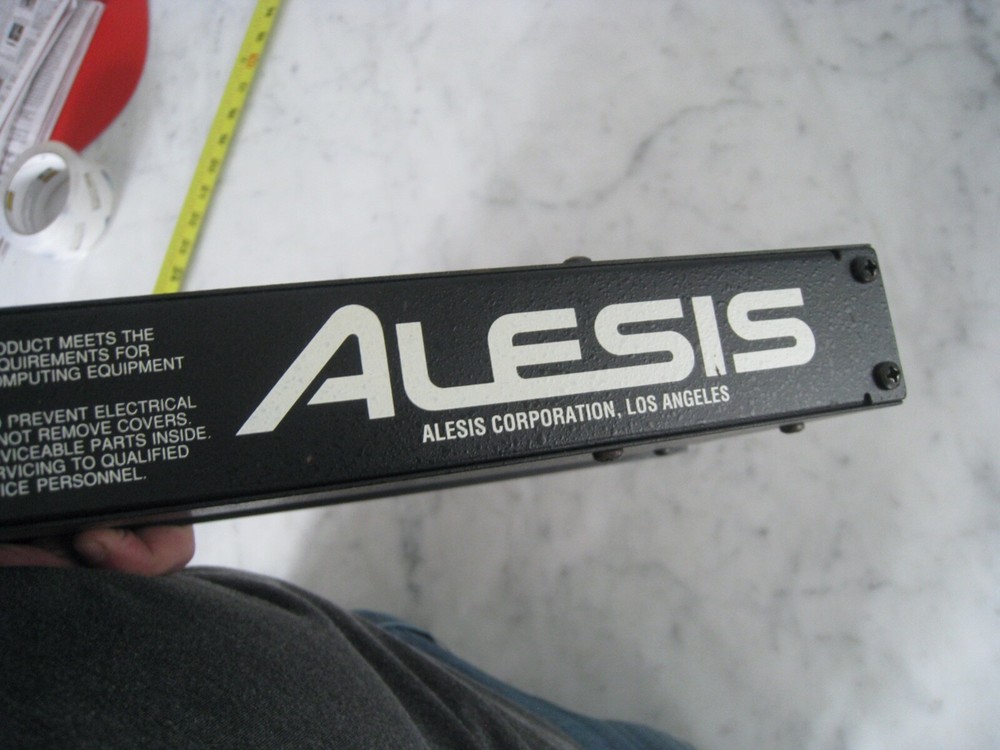 ODUCT MEETS THE
QUIREMENTS FOR
OMPUTING EQUIPMENT
PREVENT ELECTRICAL
NOT REMOVE COVERS.
VICEABLE PARTS INSIDE.
RVICING TO QUALIFIED
ICE PERSONNEL.
ALESIS
ALESIS CORPORATION, LOS ANGELES